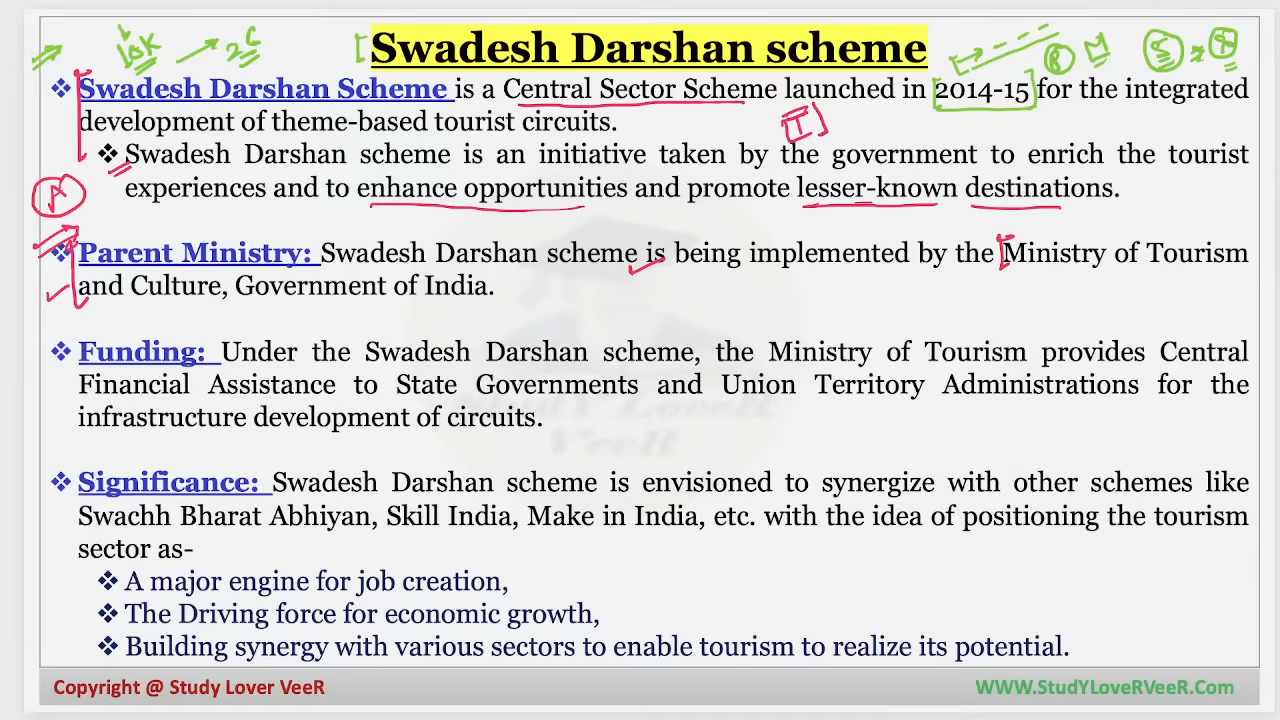 Swadesh Darshan scheme
10K → 2C
❖ Swadesh Darshan Scheme is a Central Sector Scheme launched in 2014-15 for the integrated
development of theme-based tourist circuits.
❖ Swadesh Darshan scheme is an initiative taken by the government to enrich the tourist
experiences and to enhance opportunities and promote lesser-known destinations.
❖ Parent Ministry: Swadesh Darshan scheme is being implemented by the Ministry of Tourism
and Culture, Government of India.
❖ Funding: Under the Swadesh Darshan scheme, the Ministry of Tourism provides Central
Financial Assistance to State Governments and Union Territory Administrations for the
infrastructure development of circuits.
❖ Significance: Swadesh Darshan scheme is envisioned to synergize with other schemes like
Swachh Bharat Abhiyan, Skill India, Make in India, etc. with the idea of positioning the tourism
sector as-
❖ A major engine for job creation,
❖ The Driving force for economic growth,
❖ Building synergy with various sectors to enable tourism to realize its potential.
Copyright @ Study Lover VeeR
WWW.StudYLoveRVeeR.Com